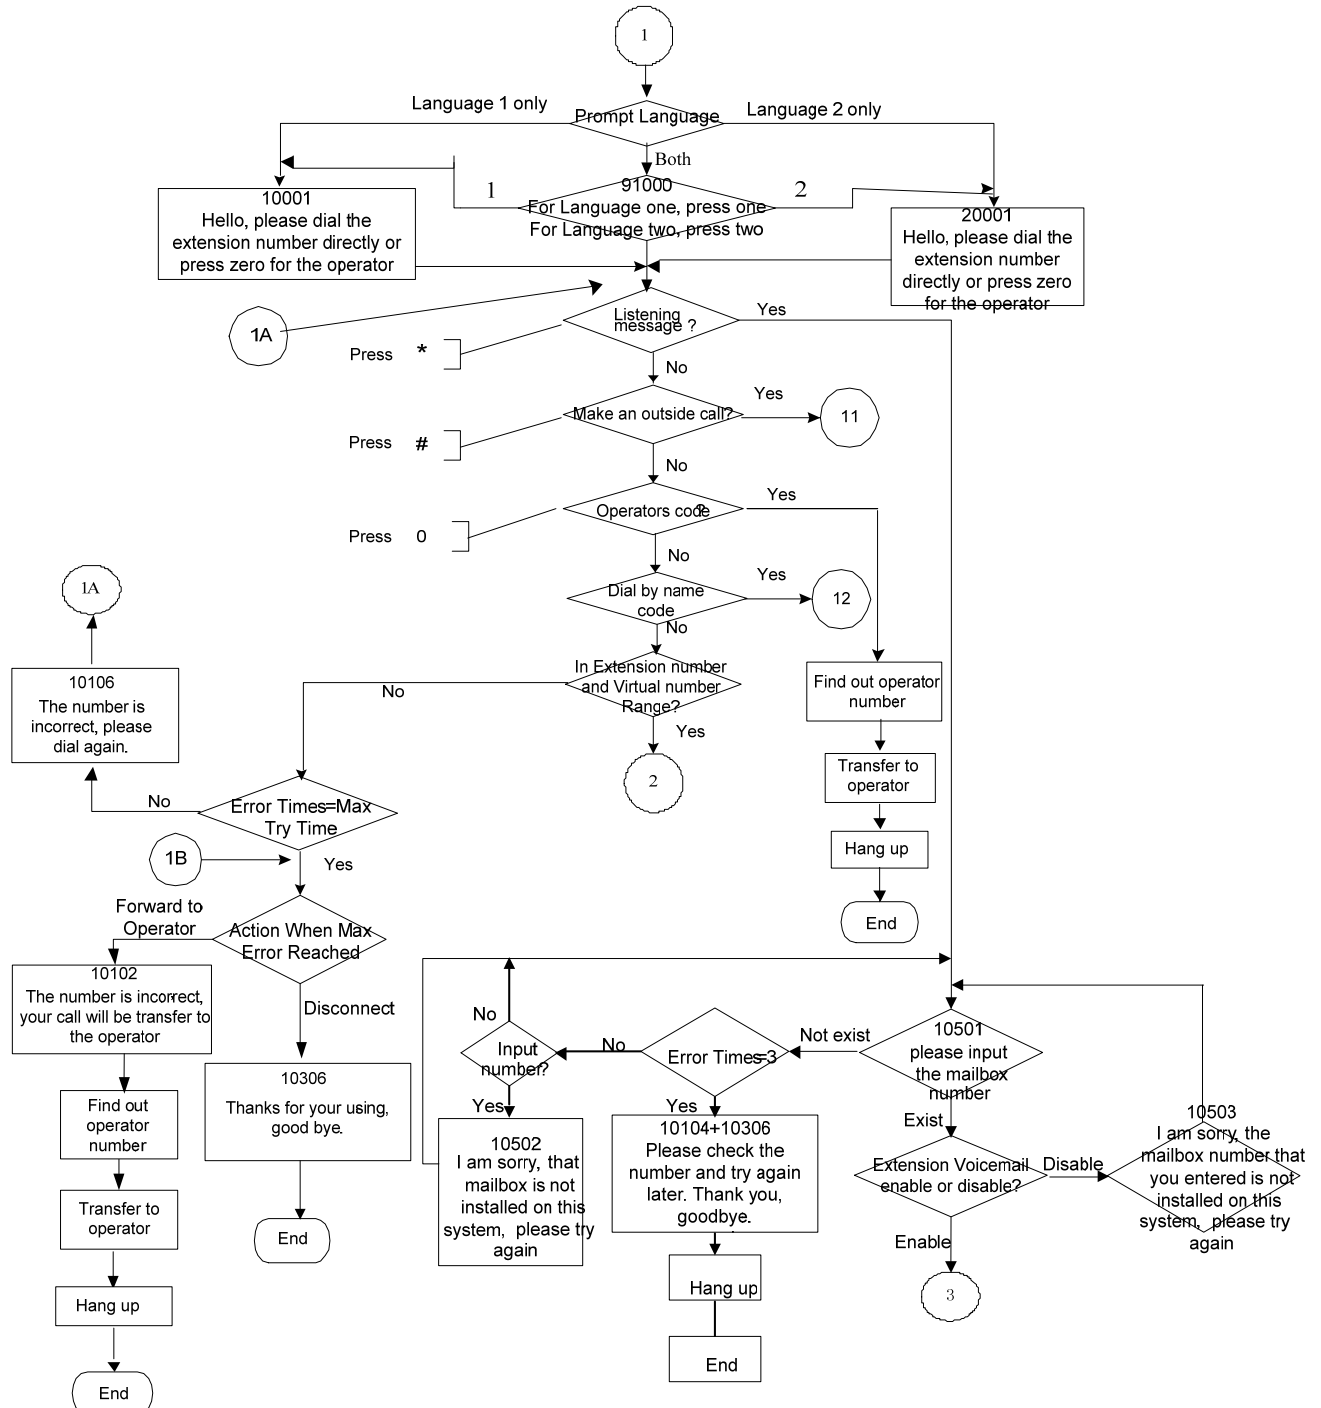 1
Language 1 only
Prompt Language
Language 2 only
Both
1
91000
For Language one, press one
For Language two, press two
2
10001
Hello, please dial the
extension number directly or
press zero for the operator
20001
Hello, please dial the
extension number
directly or press zero
for the operator
1A
Listening
message ?
Yes
Press *
No
Make an outside call?
Yes
11
Press #
No
Operators code?
Yes
Press 0
No
Dial by name
code
Yes
12
No
1A
10106
The number is
incorrect, please
dial again.
In Extension number
and Virtual number
Range?
No
Yes
2
Find out operator
number
Transfer to
operator
Hang up
End
No
Error Times=Max
Try Time
1B
Yes
Forward to
Operator
Action When Max
Error Reached
Disconnect
10102
The number is incorrect,
your call will be transfer to
the operator
Find out
operator
number
Transfer to
operator
Hang up
End
10306
Thanks for your using,
good bye.
End
No
Input
number?
Yes
No
Error Times=3
Yes
Not exist
10501
please input
the mailbox
number
Exist
10502
I am sorry, that
mailbox is not
installed on this
system, please try
again
10104+10306
Please check the
number and try again
later. Thank you,
goodbye.
Hang up
End
Extension Voicemail
enable or disable?
Disable
Enable
3
10503
I am sorry, the
mailbox number that
you entered is not
installed on this
system, please try
again